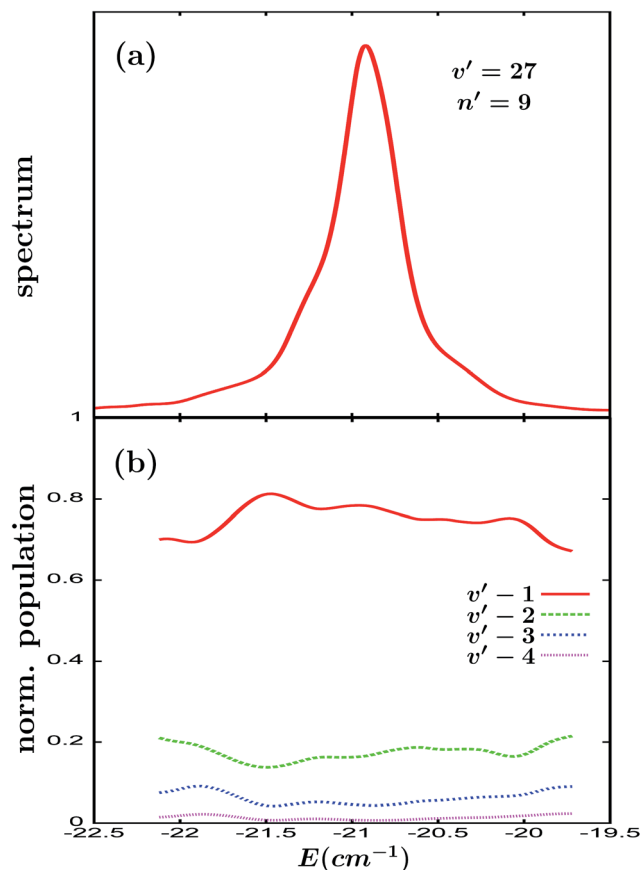 (a)
v′ = 27
n′ = 9
spectrum
1
(b)
norm. population
0.8
0.6
0.4
0.2
0
v′ − 1
v′ − 2
v′ − 3
v′ − 4
-22.5 -22 -21.5 -21 -20.5 -20 -19.5
E(cm⁻¹)